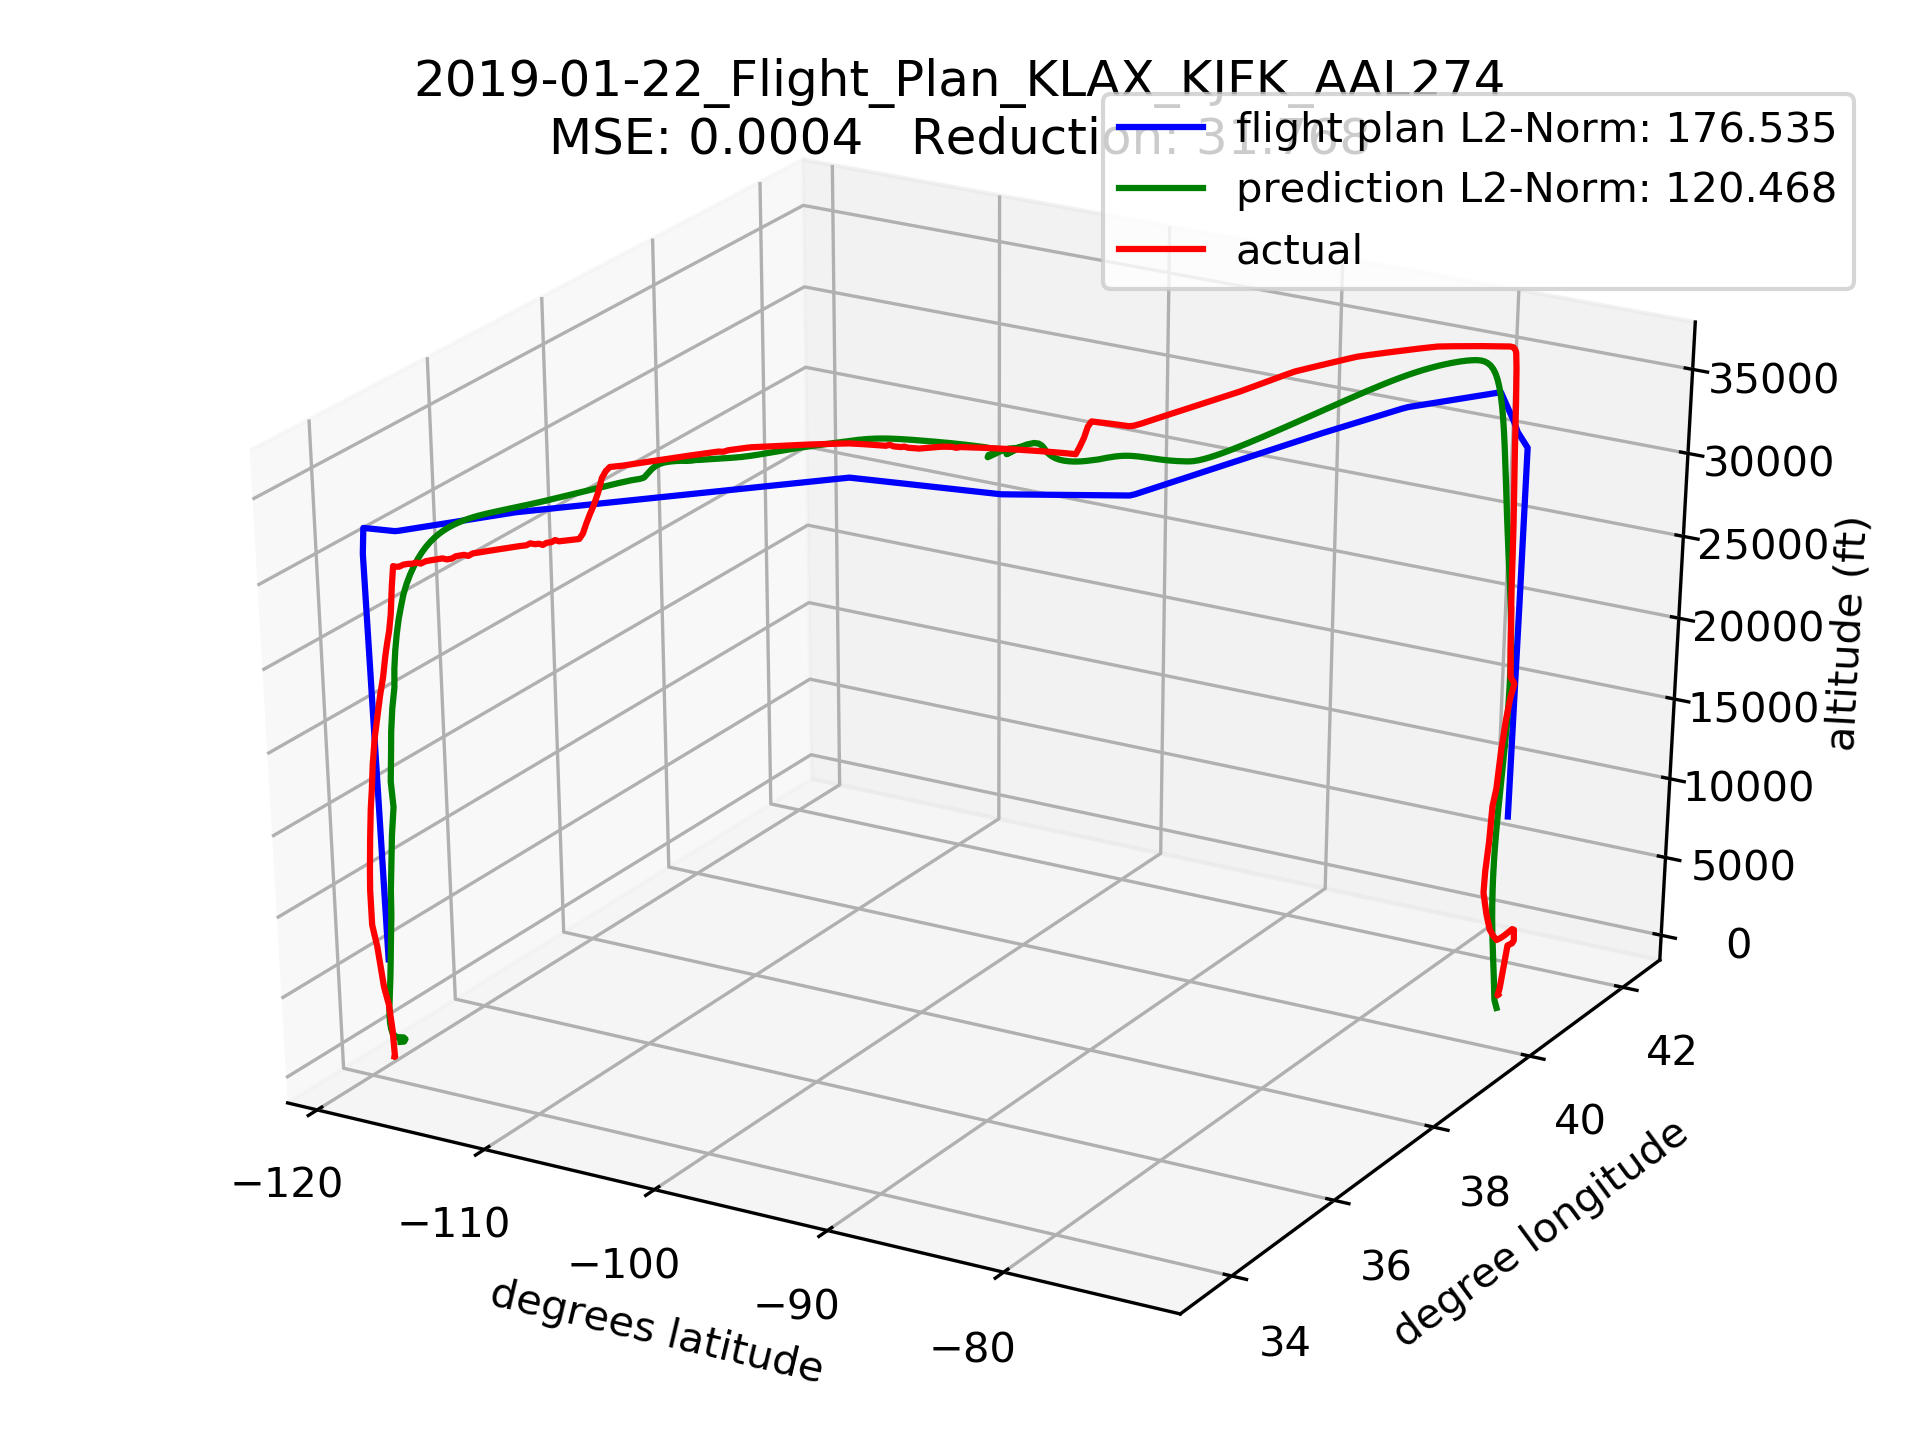 2019-01-22_Flight_Plan_KLAX_KJFK_AAL274
MSE: 0.0004 Reduction: 31.768
flight plan L2-Norm: 176.535
prediction L2-Norm: 120.468
actual
35000
30000
25000
20000
15000
10000
5000
0
altitude (ft)
42
40
38
36
34
degree longitude
−120
−110
−100
−90
−80
degrees latitude